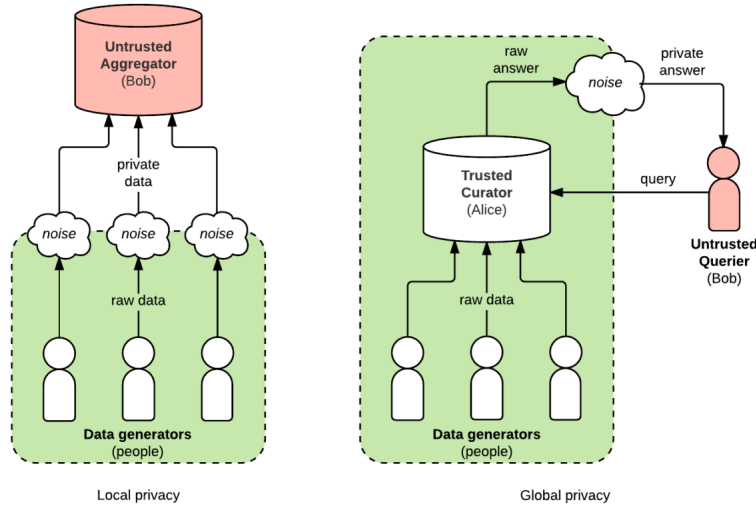 Untrusted
Aggregator
(Bob)
private
data
noise
noise
noise
raw data
Data generators
(people)
Local privacy
raw
answer
noise
private
answer
Trusted
Curator
(Alice)
query
Untrusted
Querier
(Bob)
raw data
Data generators
(people)
Global privacy